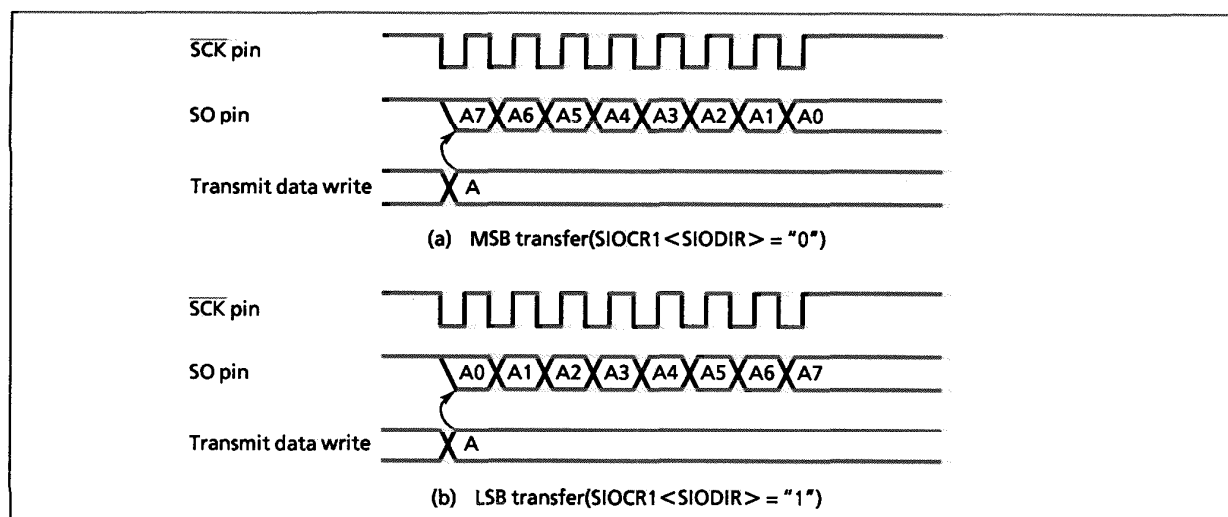 SCK pin
SO pin A7 A6 A5 A4 A3 A2 A1 A0
Transmit data write A
(a) MSB transfer(SIOCR1<SIODIR> = "0")
SCK pin
SO pin A0 A1 A2 A3 A4 A5 A6 A7
Transmit data write A
(b) LSB transfer(SIOCR1<SIODIR> = "1")